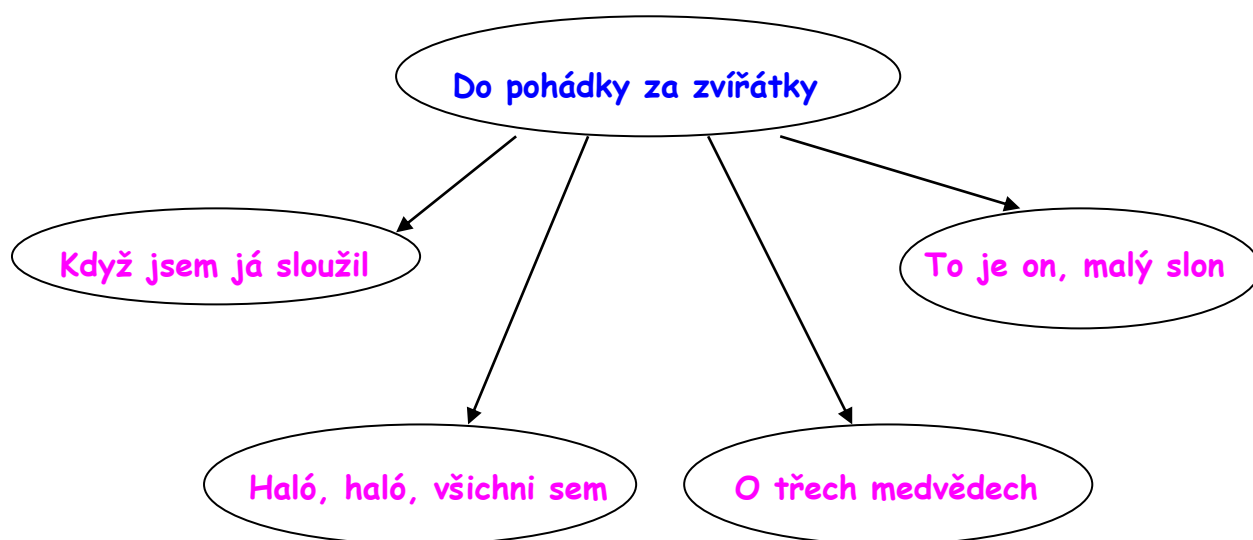 Do pohádky za zvířátky
Když jsem já sloužil
To je on, malý slon
Haló, haló, všichni sem
O třech medvědech